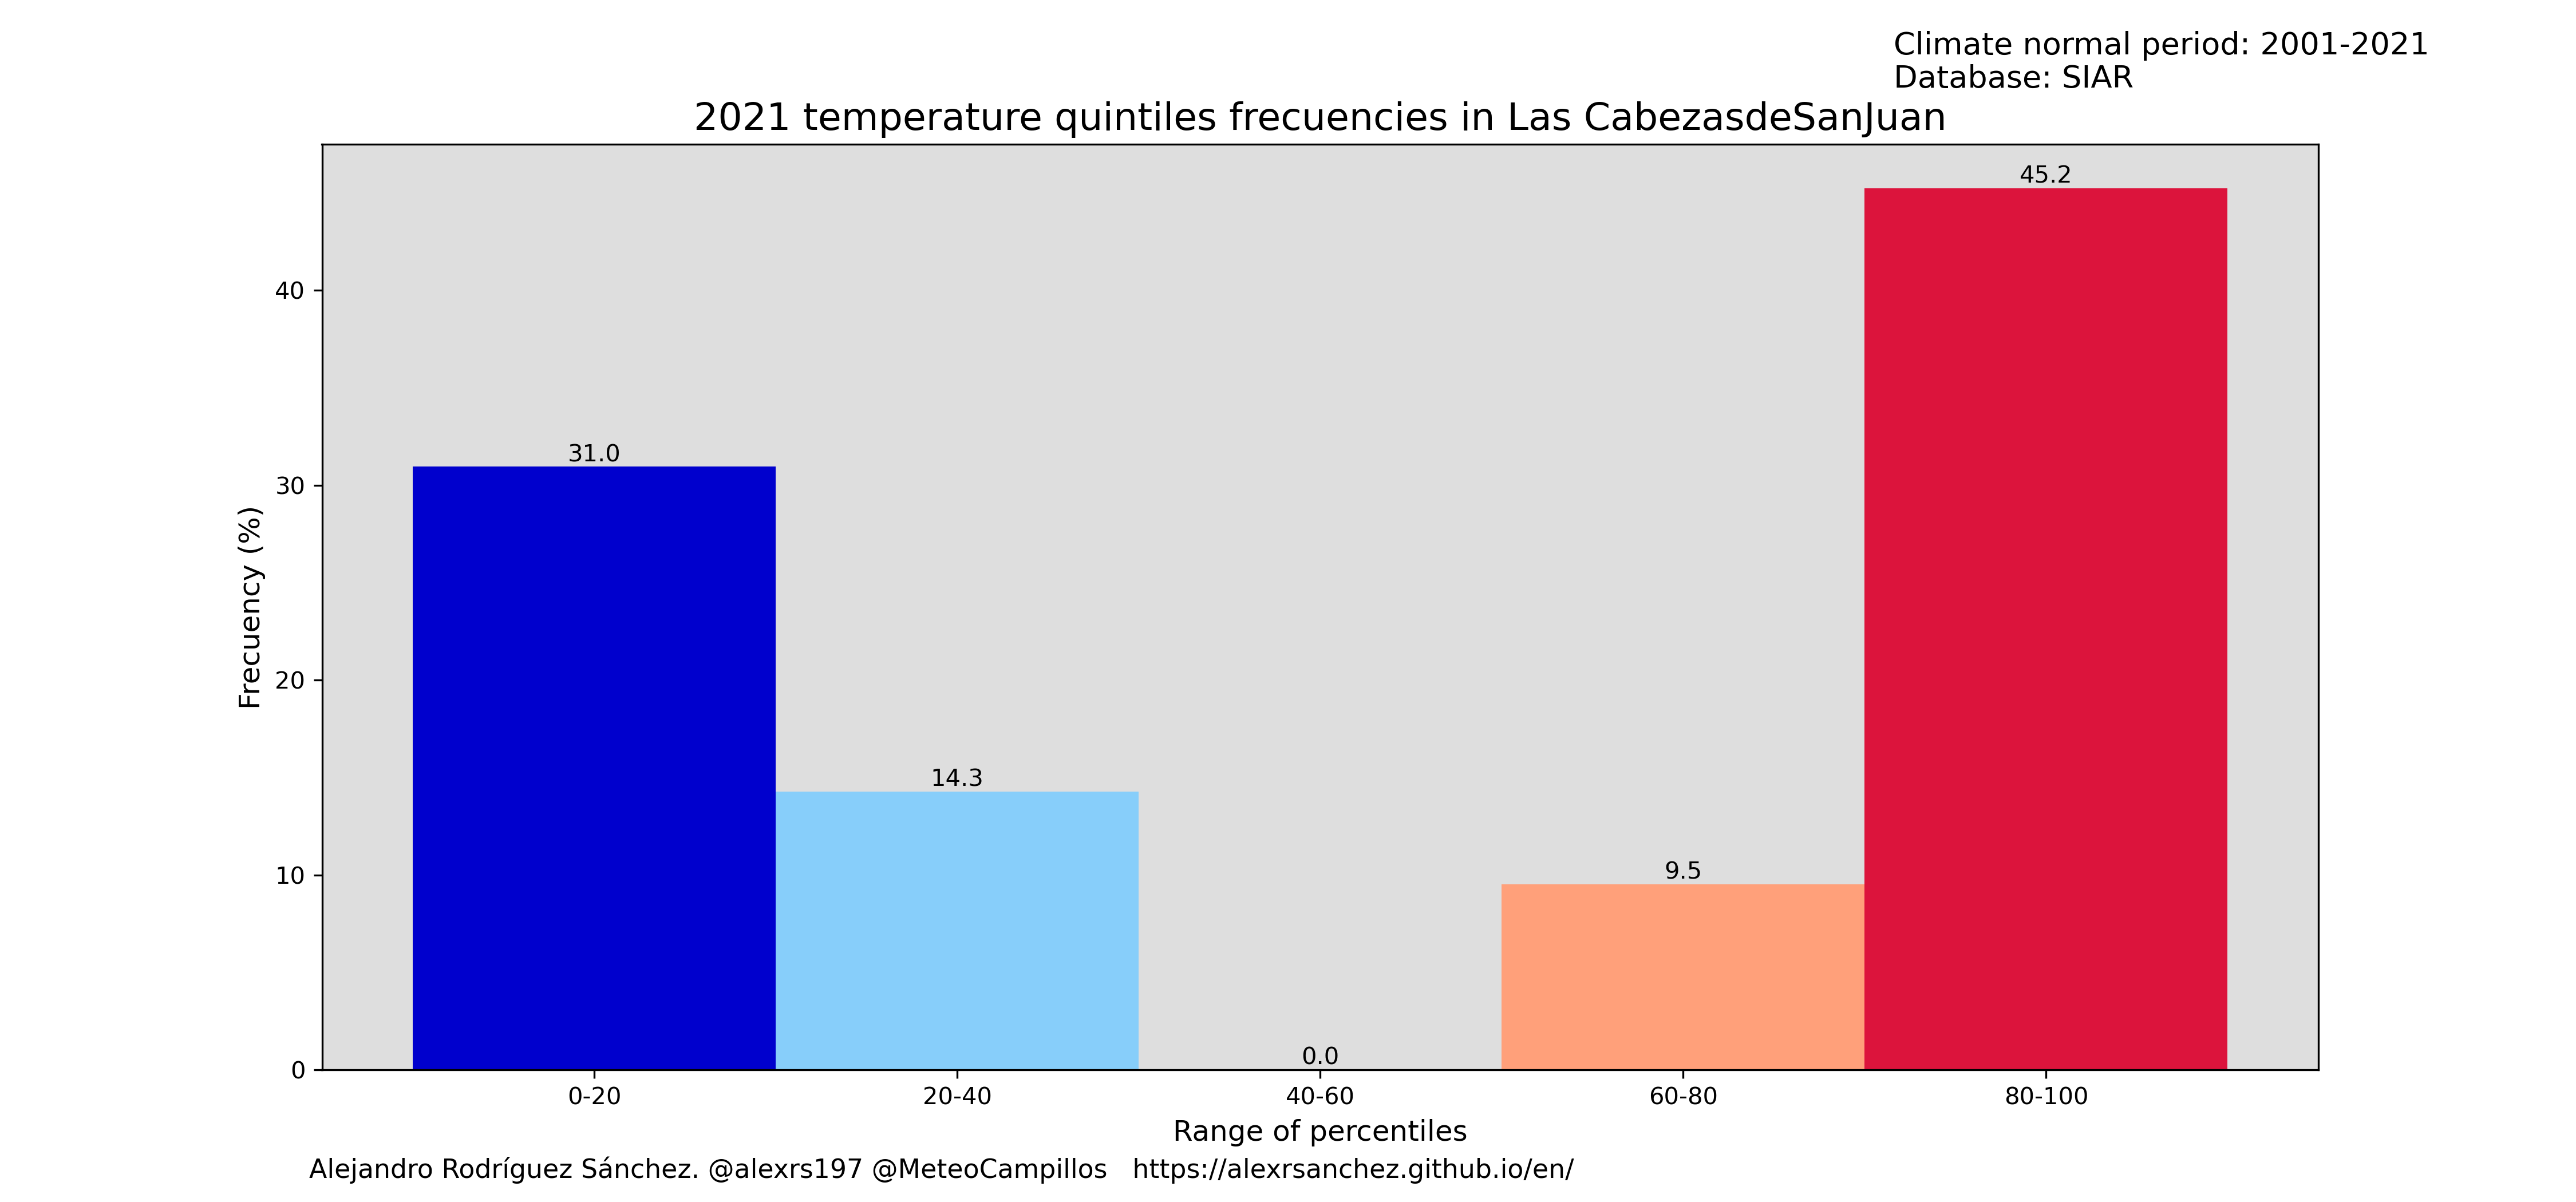 Climate normal period: 2001-2021
Database: SIAR
2021 temperature quintiles frecuencies in Las CabezasdeSanJuan
45.2
40
31.0
30
Frecuency (%)
20
14.3
10
9.5
0.0
0
0-20 20-40 40-60 60-80 80-100
Range of percentiles
Alejandro Rodríguez Sánchez. @alexrs197 @MeteoCampillos https://alexrsanchez.github.io/en/